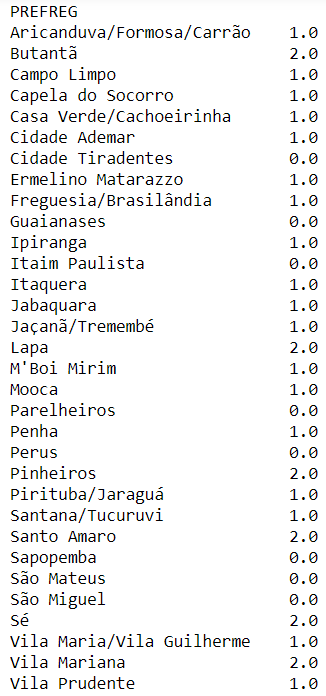 PREFREG
Aricanduva/Formosa/Carrão    1.0
Butantã                      2.0
Campo Limpo                  1.0
Capela do Socorro            1.0
Casa Verde/Cachoeirinha      1.0
Cidade Ademar                1.0
Cidade Tiradentes            0.0
Ermelino Matarazzo           1.0
Freguesia/Brasilândia        1.0
Guaianases                   0.0
Ipiranga                     1.0
Itaim Paulista               0.0
Itaquera                     1.0
Jabaquara                    1.0
Jaçanã/Tremembé              1.0
Lapa                         2.0
M'Boi Mirim                  1.0
Mooca                        1.0
Parelheiros                  0.0
Penha                        1.0
Perus                        0.0
Pinheiros                    2.0
Pirituba/Jaraguá             1.0
Santana/Tucuruvi             1.0
Santo Amaro                  2.0
Sapopemba                    0.0
São Mateus                   0.0
São Miguel                   0.0
Sé                           2.0
Vila Maria/Vila Guilherme    1.0
Vila Mariana                 2.0
Vila Prudente                1.0